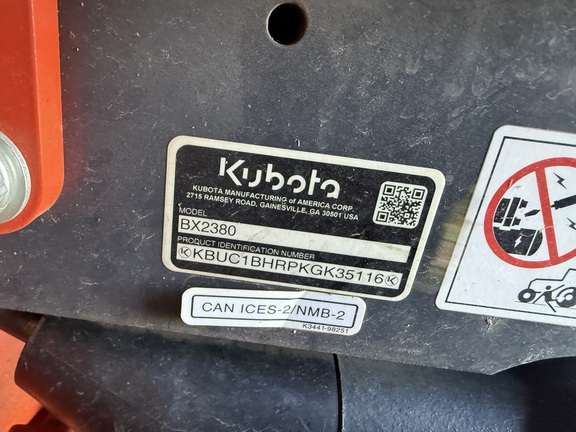 Kubota
KUBOTA MANUFACTURING of AMERICA CORP.
2715 RAMSEY ROAD, GAINESVILLE, GA 30501 USA
MODEL
BX2380
PRODUCT IDENTIFICATION NUMBER
KBUC1BHRPKGK35116
CAN ICES-2/NMB-2
K3441-98251